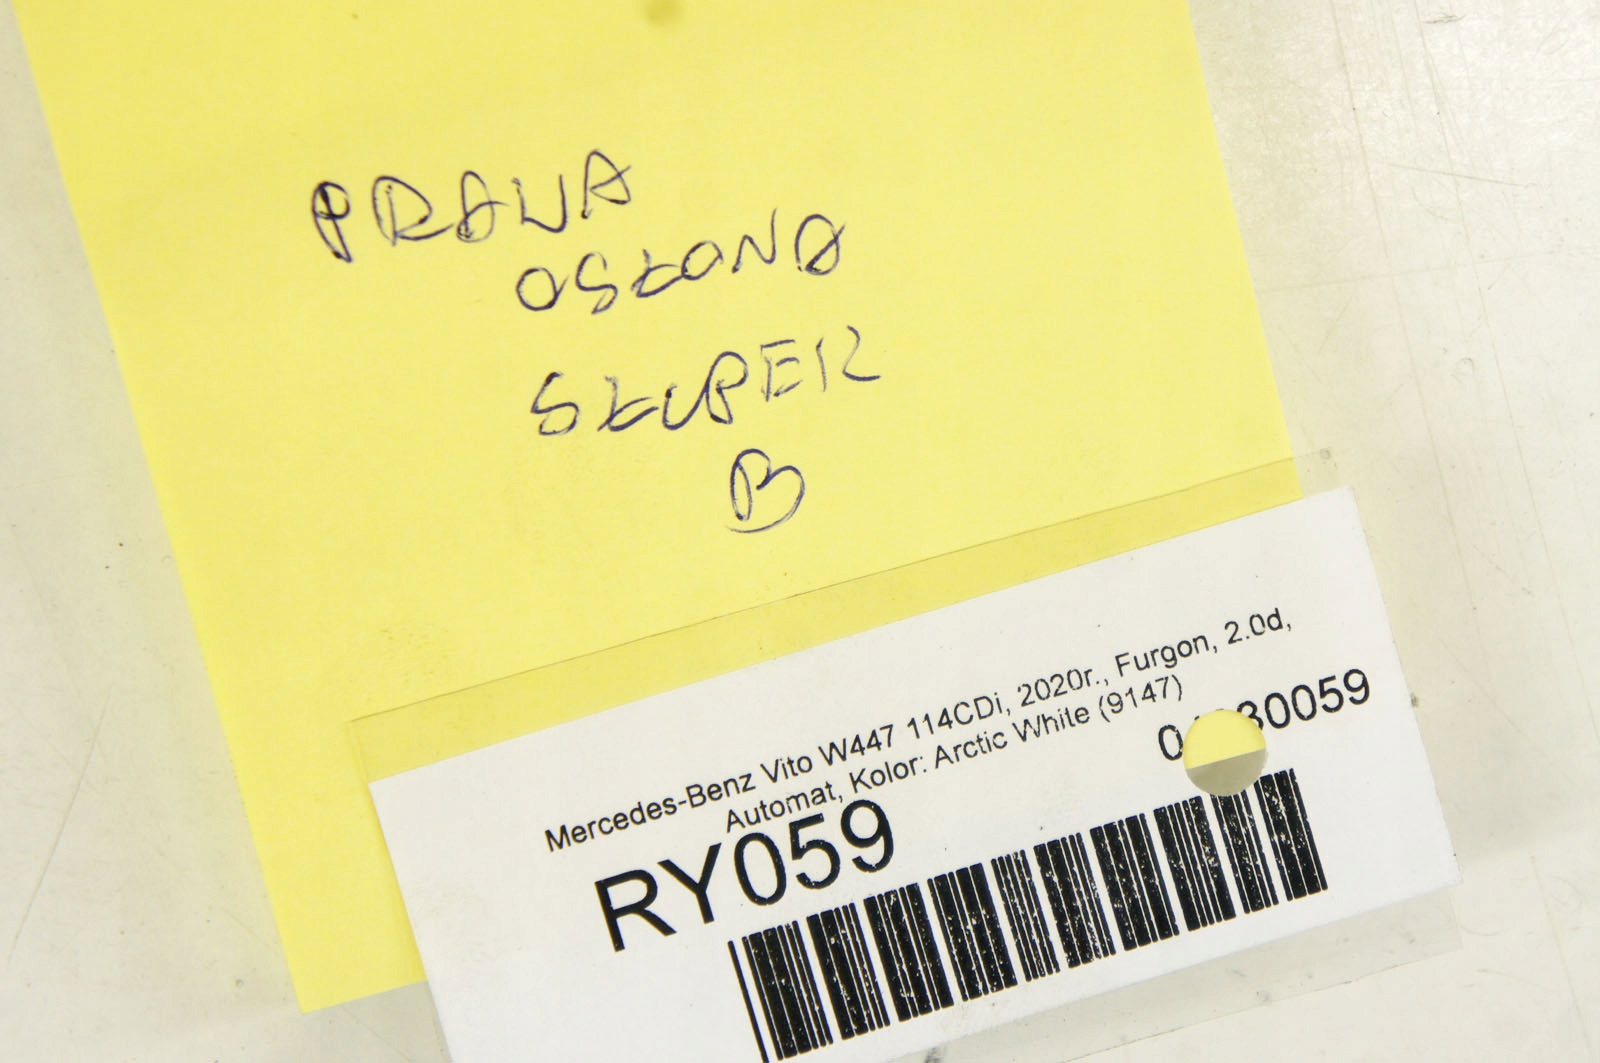 PRAWA
OSŁONA
SŁUPEK
B
Mercedes-Benz Vito W447 114CDi, 2020r., Furgon, 2.0d,
Automat, Kolor: Arctic White (9147)
RY059